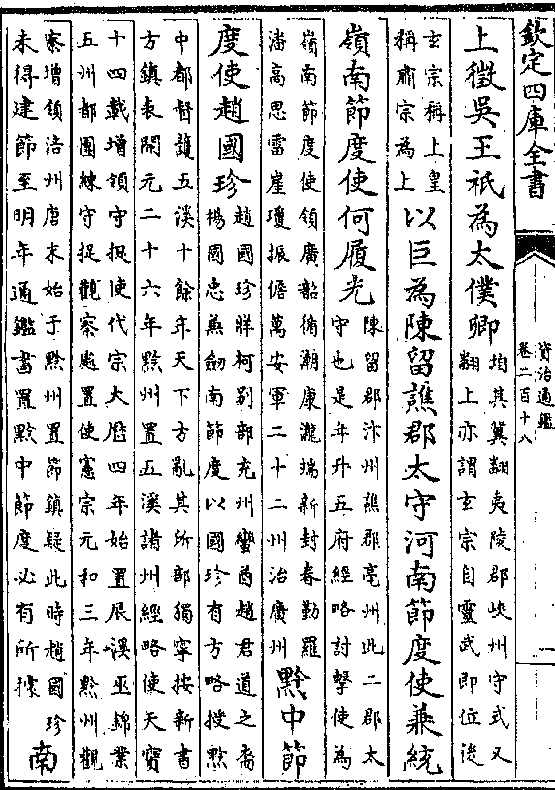 欽定四庫全書
資治通鑑
卷二百十八
一
上徵吳王祗為太僕卿
垍其冀翻夷陵郡峽州守式又
翻上亦謂玄宗自靈武即位後
玄宗稱上皇
稱肅宗為上
以巨為陳留譙郡太守河南節度使兼統
嶺南節度使何履光
陳留郡汴州譙郡亳州此二郡太
守也是年升五府經略討擊使為
嶺南節度使領廣韶循潮康瀧端新封春勤羅
潘高思雷崖瓊振儋萬安軍二十二州治廣州
黔中節
度使趙國珍
趙國珍牂柯别部充州蠻酋趙君道之裔
楊國忠兼劍南節度以國珍有方略授黔
中都督䕶五溪十餘年天下方亂其所部獨寧按新書
方鎮表開元二十六年黔州置五溪諸州經略使天寶
十四載增領守捉使代宗大厯四年始置辰溪巫錦業
五州都團練守捉觀察處置使憲宗元和三年黔州觀
察增領涪州唐末始于黔州置節鎮疑此時趙國珍
未得建節至明年通鑑書置黔中節度必有所據
南